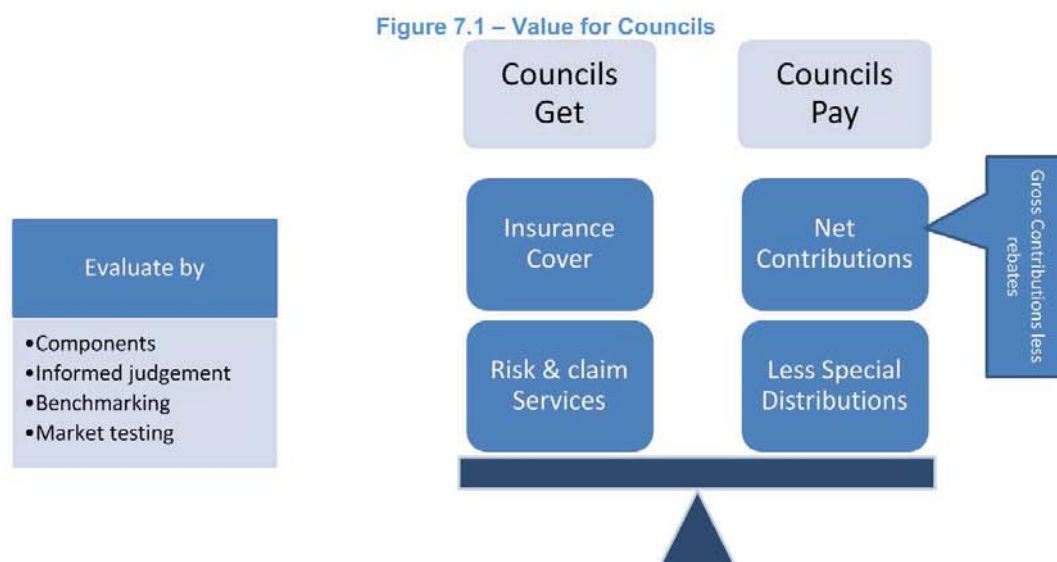 Figure 7.1 – Value for Councils
Councils
Get
Councils
Pay
Insurance
Cover
Net
Contributions
Gross Contributions less
rebates
Evaluate by
•Components
•Informed judgement
•Benchmarking
•Market testing
Risk & claim
Services
Less Special
Distributions